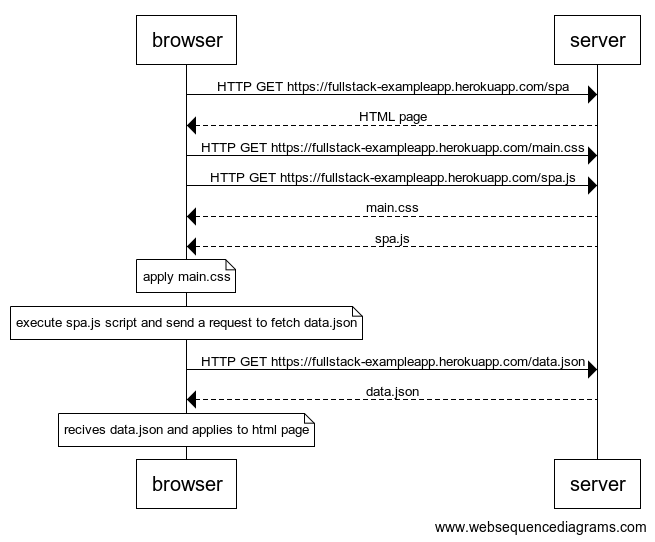 browser
server
HTTP GET https://fullstack-exampleapp.herokuapp.com/spa
HTML page
HTTP GET https://fullstack-exampleapp.herokuapp.com/main.css
HTTP GET https://fullstack-exampleapp.herokuapp.com/spa.js
main.css
spa.js
apply main.css
execute spa.js script and send a request to fetch data.json
HTTP GET https://fullstack-exampleapp.herokuapp.com/data.json
data.json
recives data.json and applies to html page
browser
server
www.websequencediagrams.com